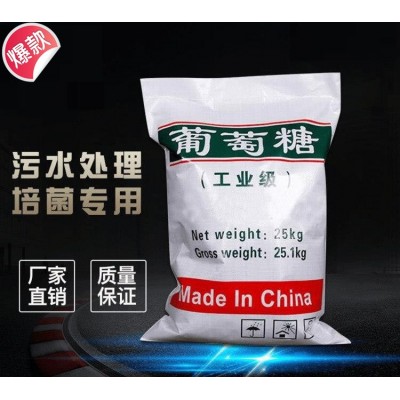 爆款
污水处理
培菌专用
厂家
直销
质量
保证
葡萄糖
（工业级）
Net weight: 25kg
Gross weight: 25.1kg
Made In China